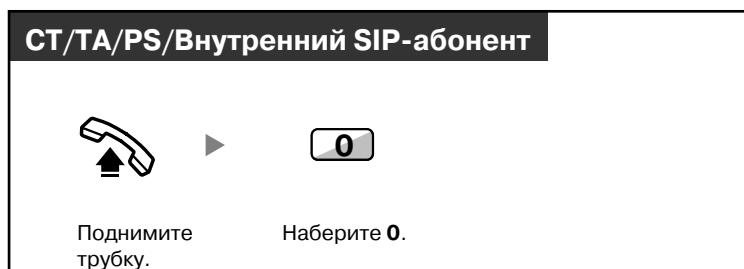 СТ/ТА/PS/Внутренний SIP-абонент
0
Поднимите
трубку.
Наберите 0.